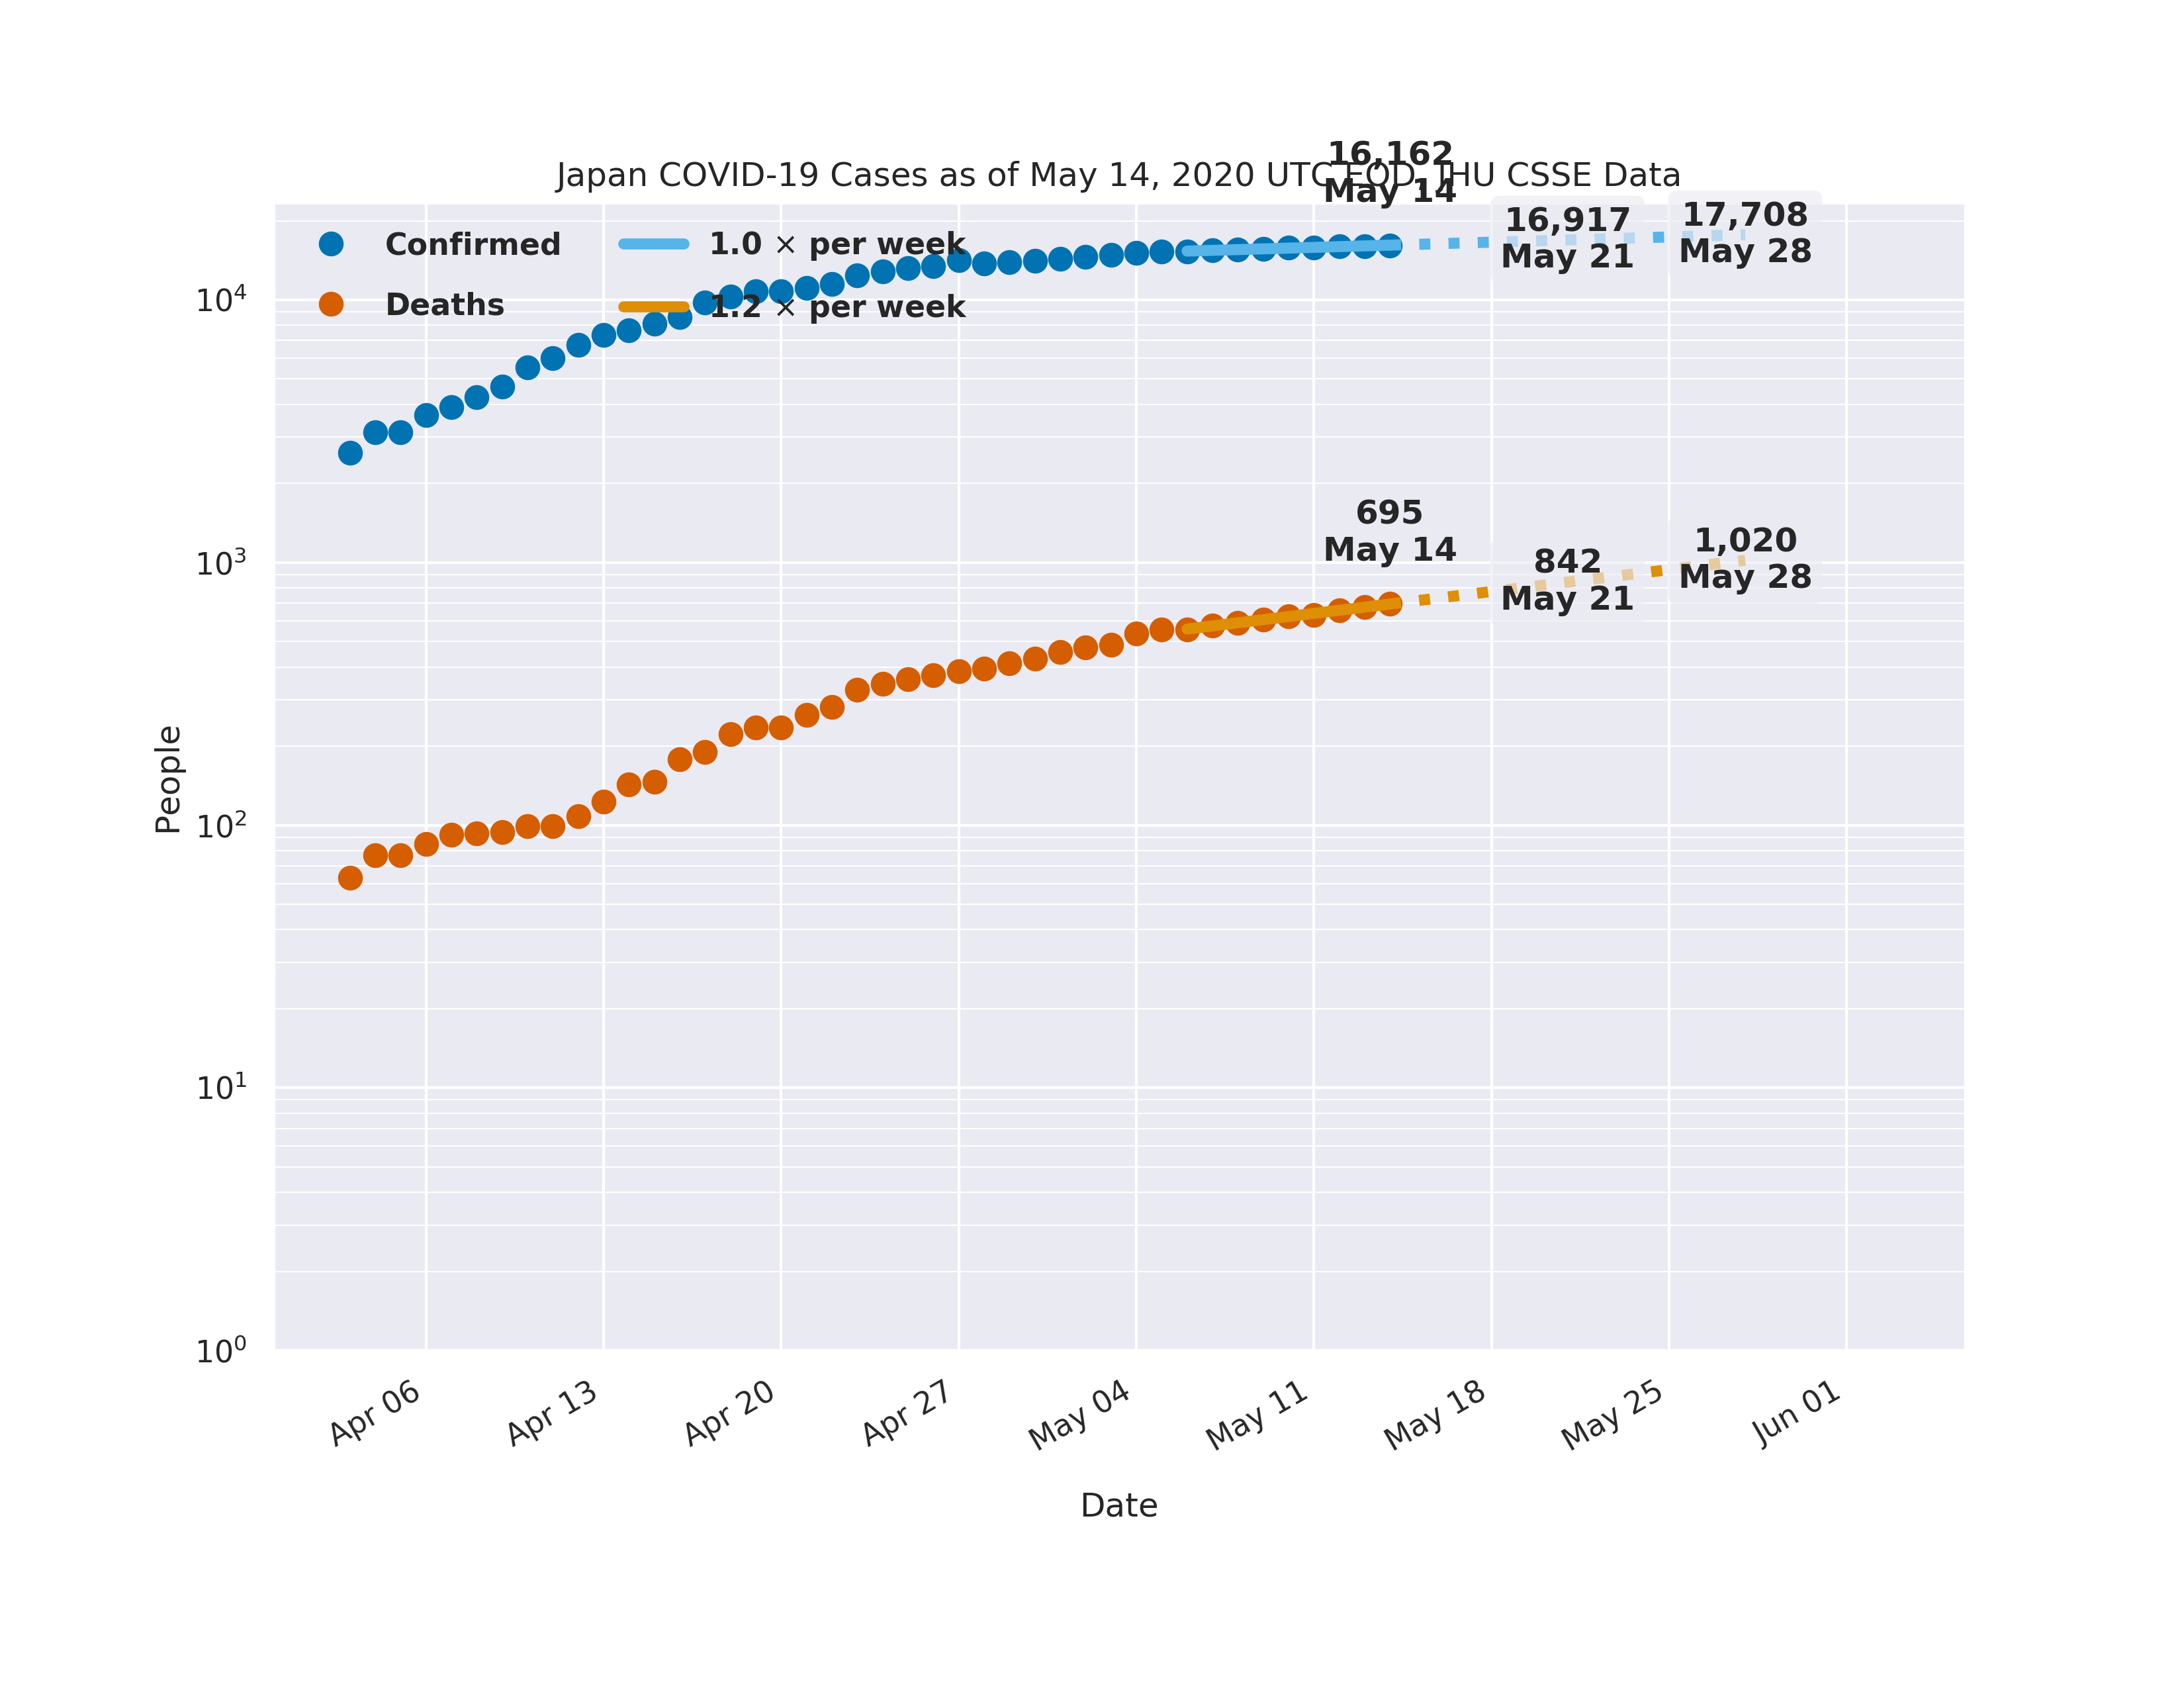 16,162
May 14
Japan COVID-19 Cases as of May 14, 2020 UTC EOD, JHU CSSE Data
16,917
May 21
17,708
May 28
Confirmed
1.0 × per week
Deaths
1.2 × per week
695
May 14
842
May 21
1,020
May 28
People
10⁴
10³
10²
10¹
10⁰
Apr 06
Apr 13
Apr 20
Apr 27
May 04
May 11
May 18
May 25
Jun 01
Date